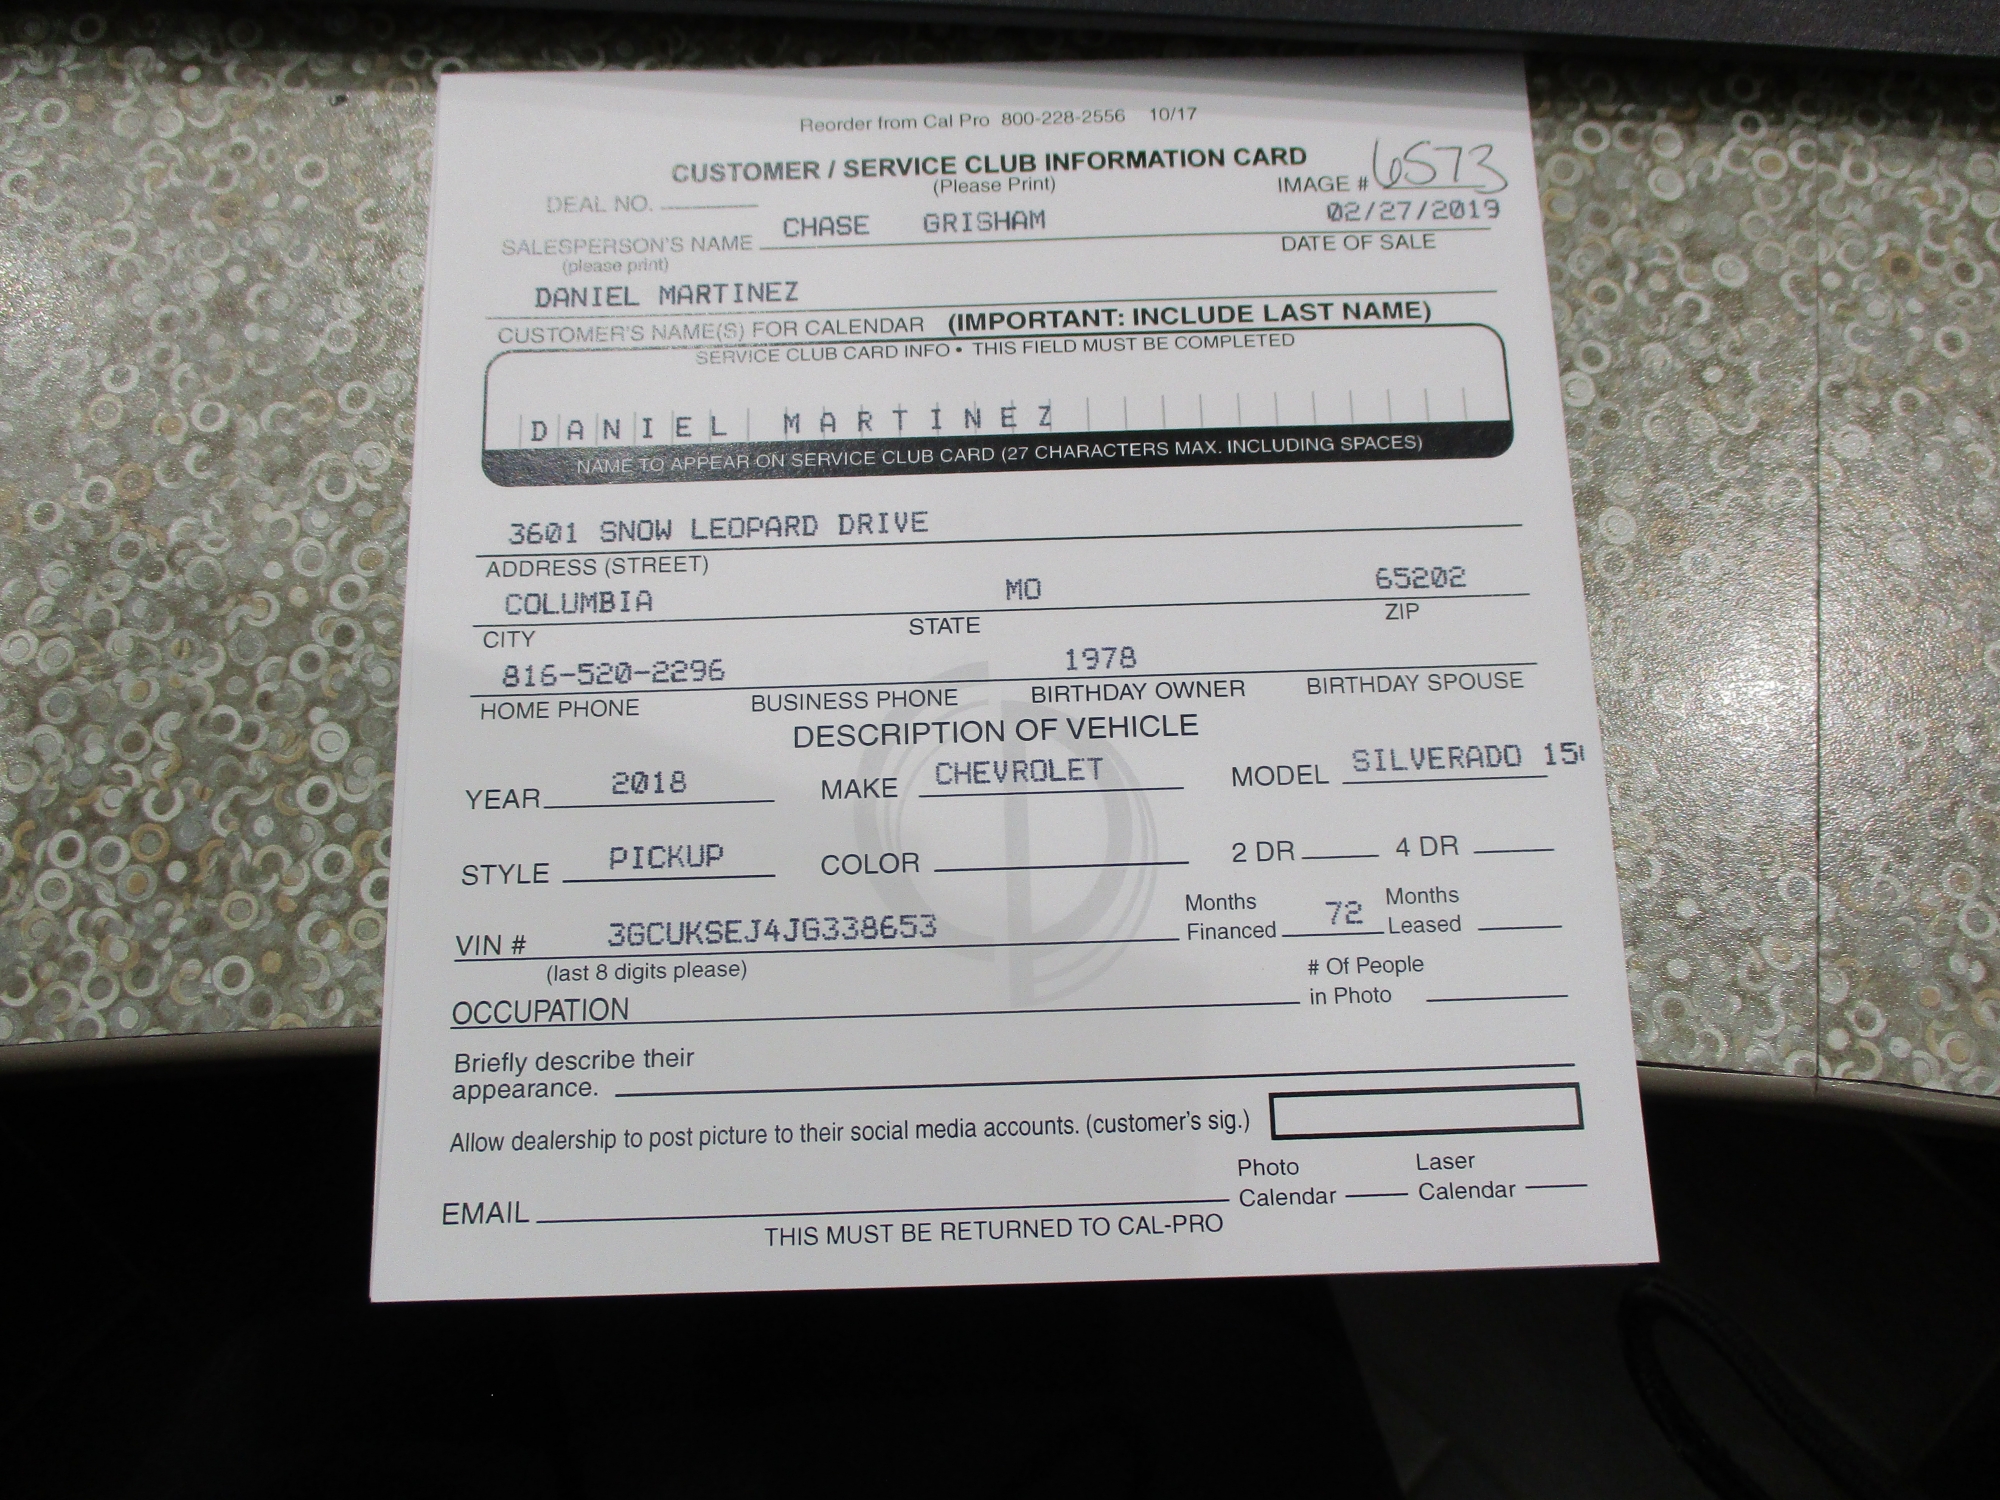 Reorder from Cal Pro 800-228-2556 10/17
CUSTOMER / SERVICE CLUB INFORMATION CARD
(Please Print)
IMAGE # 6573
DEAL NO.
CHASE GRISHAM 02/27/2019
SALESPERSON'S NAME DATE OF SALE
(please print)
DANIEL MARTINEZ
CUSTOMER'S NAME(S) FOR CALENDAR (IMPORTANT: INCLUDE LAST NAME)
SERVICE CLUB CARD INFO • THIS FIELD MUST BE COMPLETED
DANIEL MARTINEZ
NAME TO APPEAR ON SERVICE CLUB CARD (27 CHARACTERS MAX. INCLUDING SPACES)
3601 SNOW LEOPARD DRIVE
ADDRESS (STREET)
COLUMBIA MO 65202
CITY STATE ZIP
816-520-2296 1978
HOME PHONE BUSINESS PHONE BIRTHDAY OWNER BIRTHDAY SPOUSE
DESCRIPTION OF VEHICLE
YEAR 2018 MAKE CHEVROLET MODEL SILVERADO 15
STYLE PICKUP COLOR 2 DR 4 DR
VIN # 3GCUKSEJ4JG338653 Months Financed 72 Months Leased
(last 8 digits please)
OCCUPATION # Of People in Photo
Briefly describe their
appearance.
Allow dealership to post picture to their social media accounts. (customer's sig.)
EMAIL Photo Calendar Laser Calendar
THIS MUST BE RETURNED TO CAL-PRO